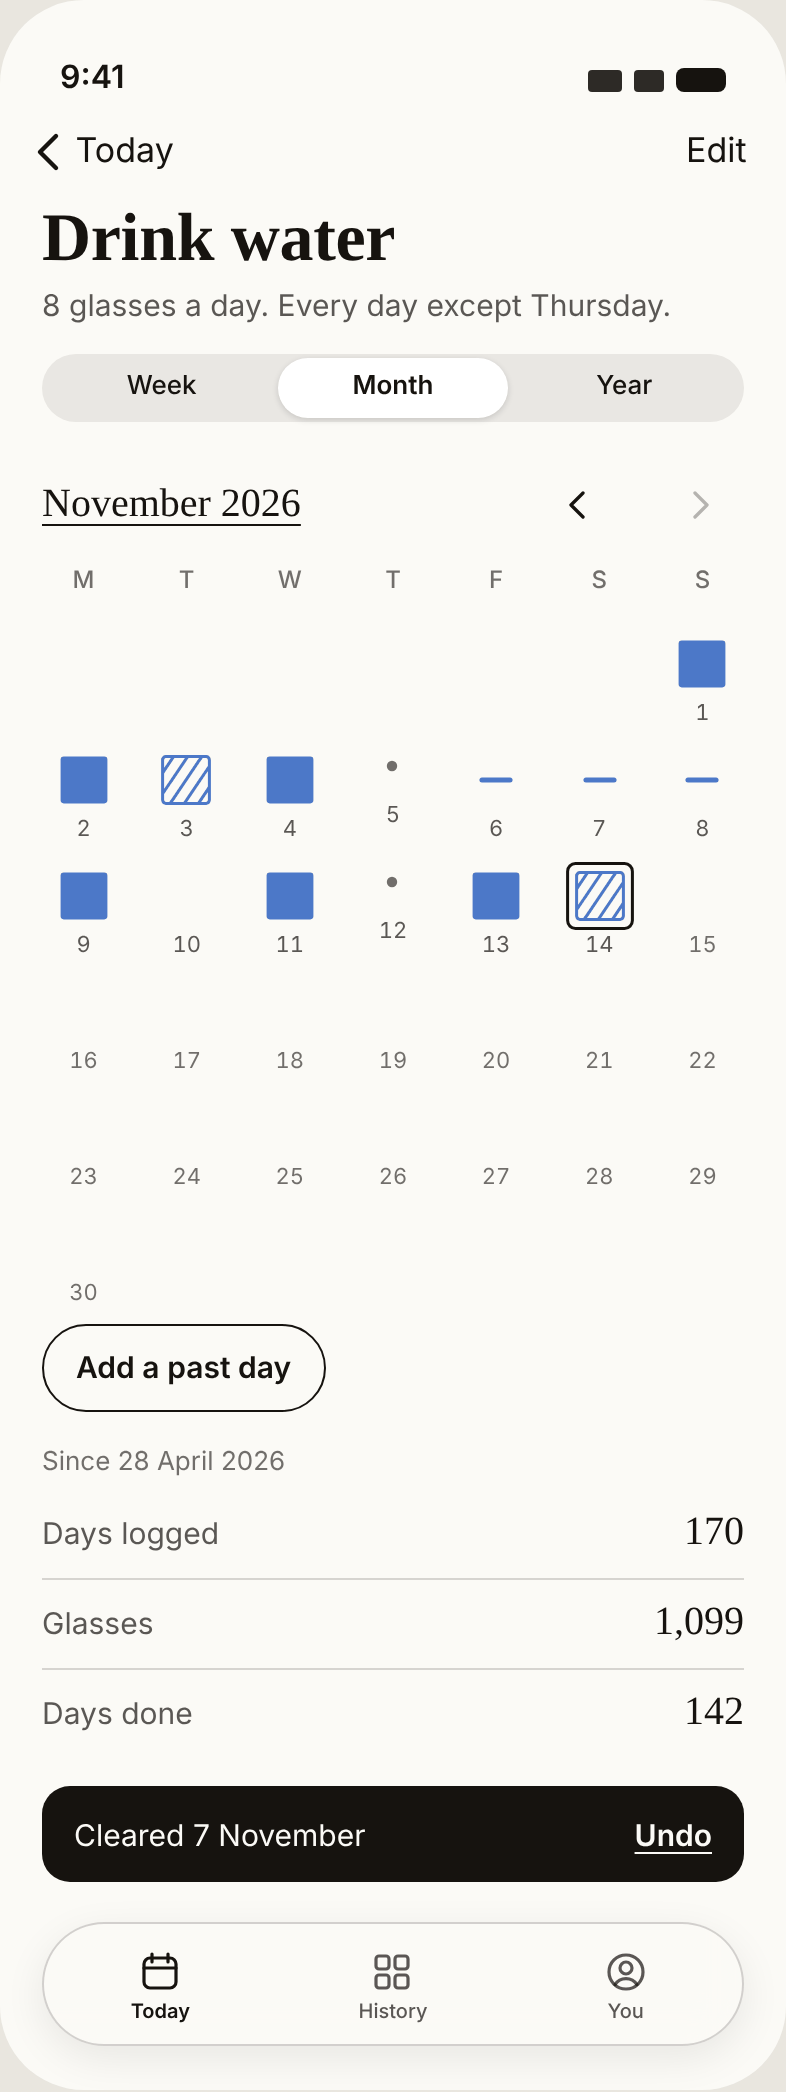 9:41
Today Edit
Drink water
8 glasses a day. Every day except Thursday.
Week Month Year
November 2026
M T W T F S S
1
2 3 4 5 6 7 8
9 10 11 12 13 14 15
16 17 18 19 20 21 22
23 24 25 26 27 28 29
30
Add a past day
Since 28 April 2026
Days logged 170
Glasses 1,099
Days done 142
Cleared 7 November Undo
Today History You